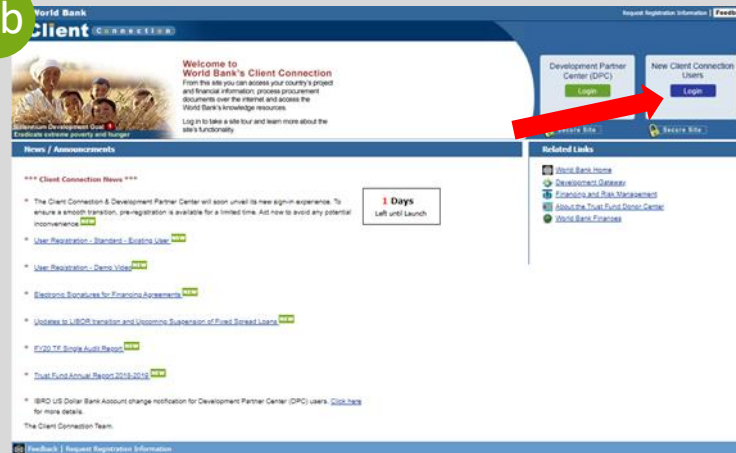 b
World Bank
Client Connection
Request Registration Information | Feedb
Welcome to
World Bank's Client Connection
From this site you can access your country's project
and financial information, process procurement
documents over the internet and access the
World Bank's knowledge resources.
Log in to take a site tour and learn more about the
site's functionality.
Development Partner
Center (DPC)
Login
Secure Site
New Client Connection
Users
Login
Secure Site
Millennium Development Goal 1
Eradicate extreme poverty and hunger
News / Announcements
*** Client Connection News ***
The Client Connection & Development Partner Center will soon unveil its new sign-in experience. To
ensure a smooth transition, pre-registration is available for a limited time. Act now to avoid any potential
inconvenience. NEW
1 Days
Left until Launch
User Registration - Standard - Existing User NEW
User Registration - Demo Video NEW
Electronic Signatures for Financing Agreements NEW
Updates to LIBOR transition and Upcoming Suspension of Fixed Spread Loans NEW
FY20 TF Single Audit Report NEW
Trust Fund Annual Report 2018-2019 NEW
IBRD US Dollar Bank Account change notification for Development Partner Center (DPC) users. Click here
for more details.
The Client Connection Team.
Related Links
World Bank Home
Development Gateway
Financing and Risk Management
About the Trust Fund Donor Center
World Bank Finances
Feedback | Request Registration Information